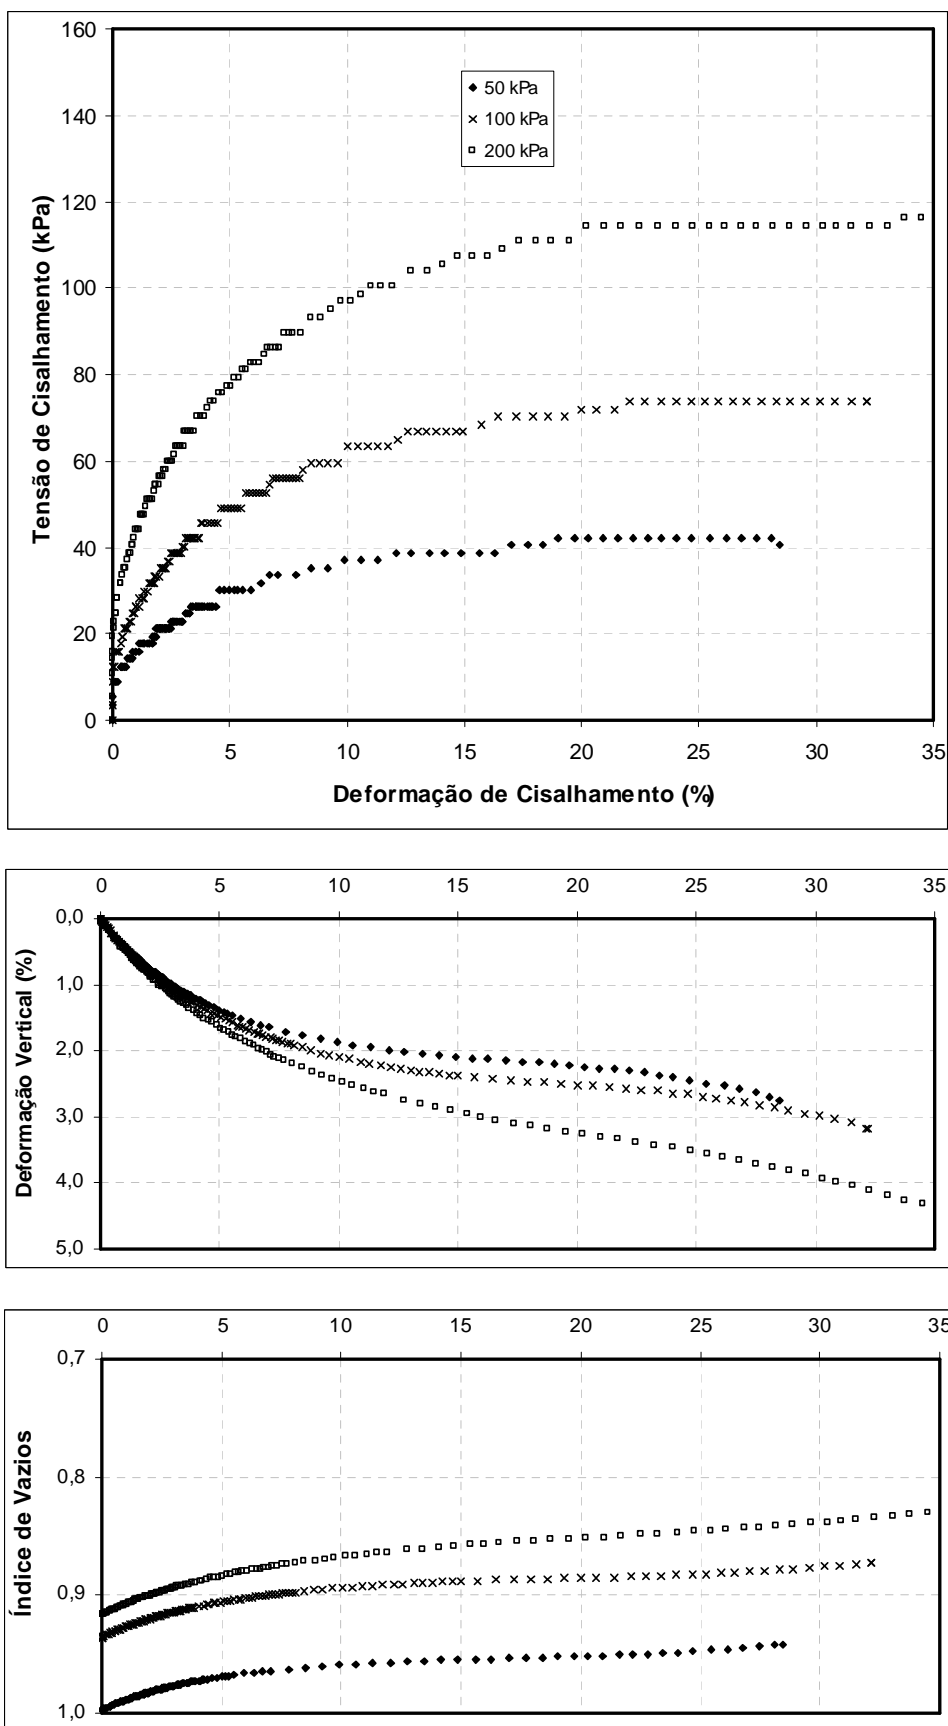 160
140
120
100
80
60
40
20
0
Tensão de Cisalhamento (kPa)
50 kPa
100 kPa
200 kPa
0 5 10 15 20 25 30 35
Deformação de Cisalhamento (%)
0 5 10 15 20 25 30 35
0,0
1,0
2,0
3,0
4,0
5,0
Deformação Vertical (%)
0 5 10 15 20 25 30 35
0,7
0,8
0,9
1,0
Índice de Vazios